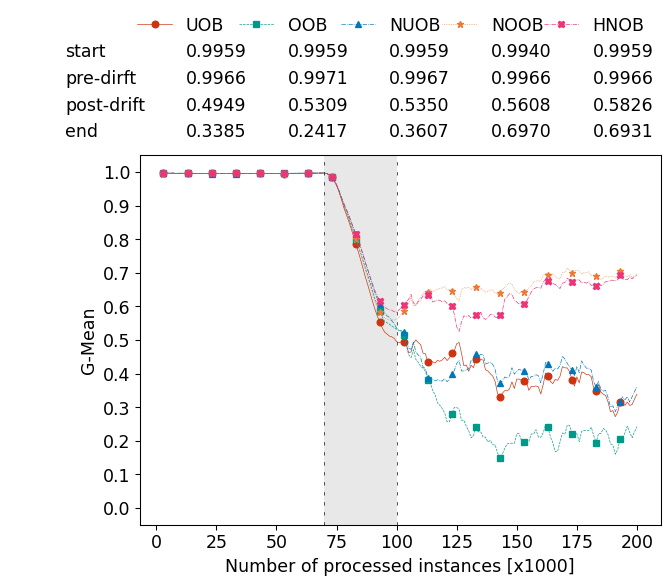 UOB OOB NUOB NOOB HNOB
start 0.9959 0.9959 0.9959 0.9940 0.9959
pre-dirft 0.9966 0.9971 0.9967 0.9966 0.9966
post-drift 0.4949 0.5309 0.5350 0.5608 0.5826
end 0.3385 0.2417 0.3607 0.6970 0.6931
1.0
0.9
0.8
0.7
0.6
0.5
0.4
0.3
0.2
0.1
0.0
G-Mean
0 25 50 75 100 125 150 175 200
Number of processed instances [x1000]